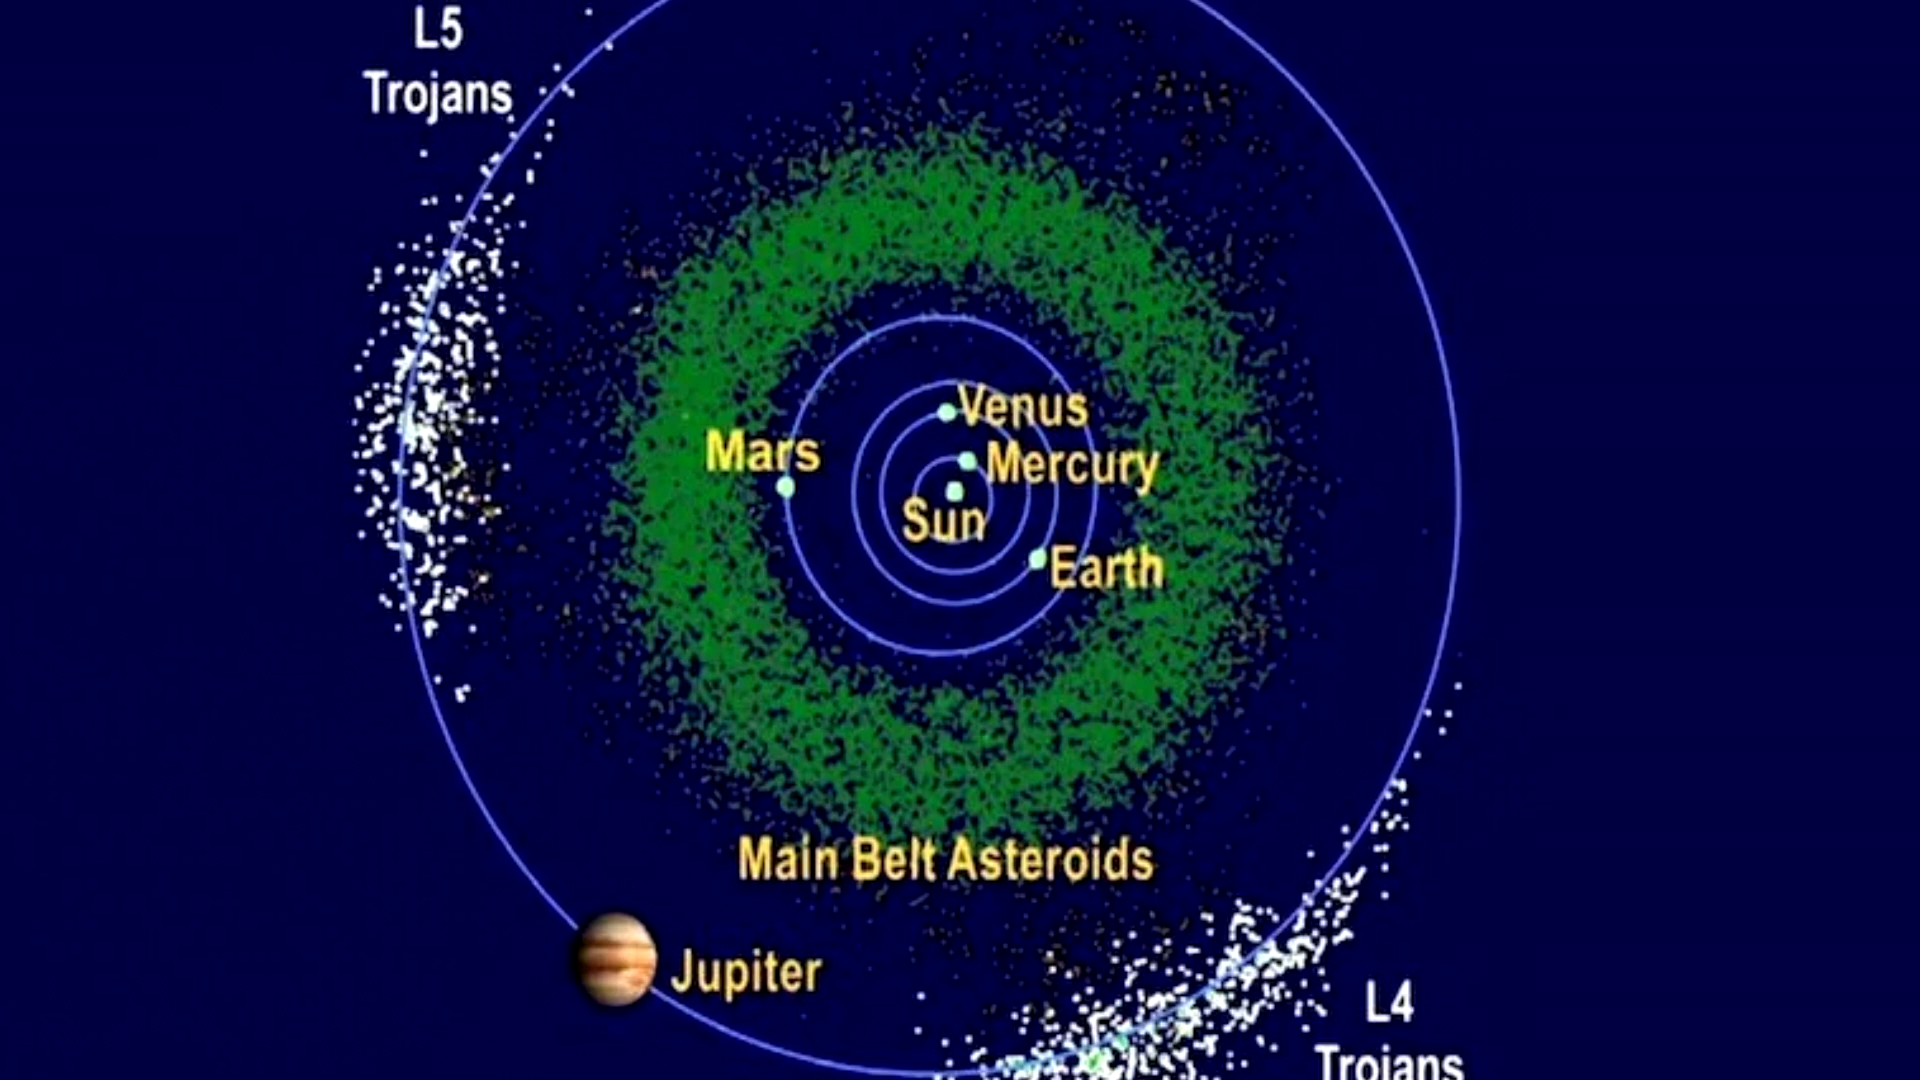 L5
Trojans
Venus
Mars
Mercury
Sun
Earth
Main Belt Asteroids
Jupiter
L4
Trojans